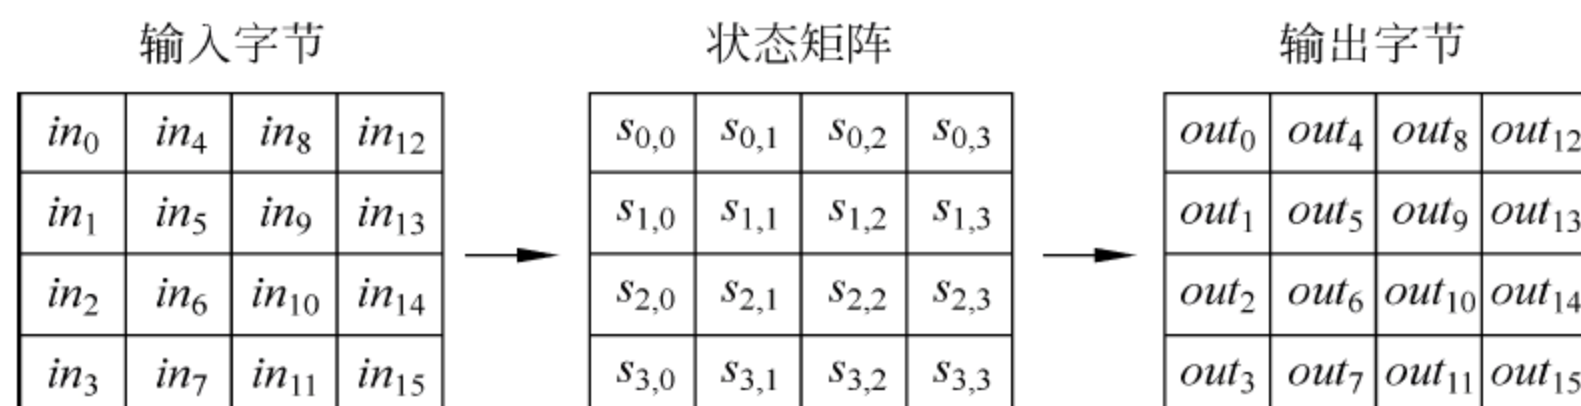 输入字节 状态矩阵 输出字节
in0 in4 in8 in12 s0,0 s0,1 s0,2 s0,3 out0 out4 out8 out12
in1 in5 in9 in13 s1,0 s1,1 s1,2 s1,3 out1 out5 out9 out13
in2 in6 in10 in14 s2,0 s2,1 s2,2 s2,3 out2 out6 out10 out14
in3 in7 in11 in15 s3,0 s3,1 s3,2 s3,3 out3 out7 out11 out15